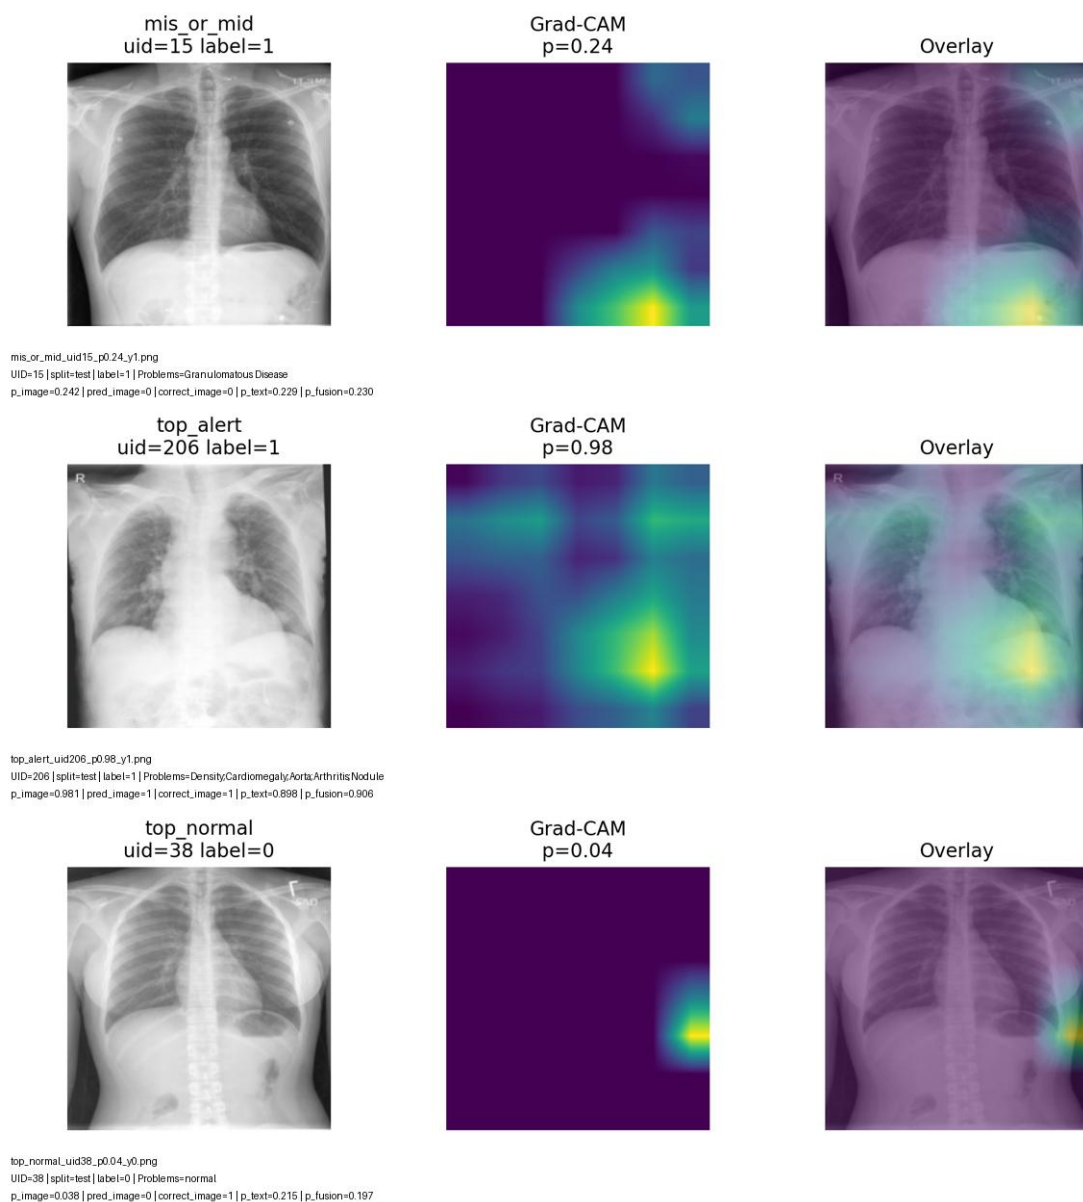 mis_or_mid
uid=15 label=1
Grad-CAM
p=0.24
Overlay
mis_or_mid_uid15_p0.24_y1.png
UID=15 | split=test | label=1 | Problems=Granulomatous Disease
p_image=0.242 | pred_image=0 | correct_image=0 | p_text=0.229 | p_fusion=0.230
top_alert
uid=206 label=1
Grad-CAM
p=0.98
Overlay
R
R
top_alert_uid206_p0.98_y1.png
UID=206 | split=test | label=1 | Problems=Density;Cardiomegaly;Aorta;Arthritis;Nodule
p_image=0.981 | pred_image=1 | correct_image=1 | p_text=0.898 | p_fusion=0.906
top_normal
uid=38 label=0
Grad-CAM
p=0.04
Overlay
L
L
top_normal_uid38_p0.04_y0.png
UID=38 | split=test | label=0 | Problems=normal
p_image=0.038 | pred_image=0 | correct_image=1 | p_text=0.215 | p_fusion=0.197